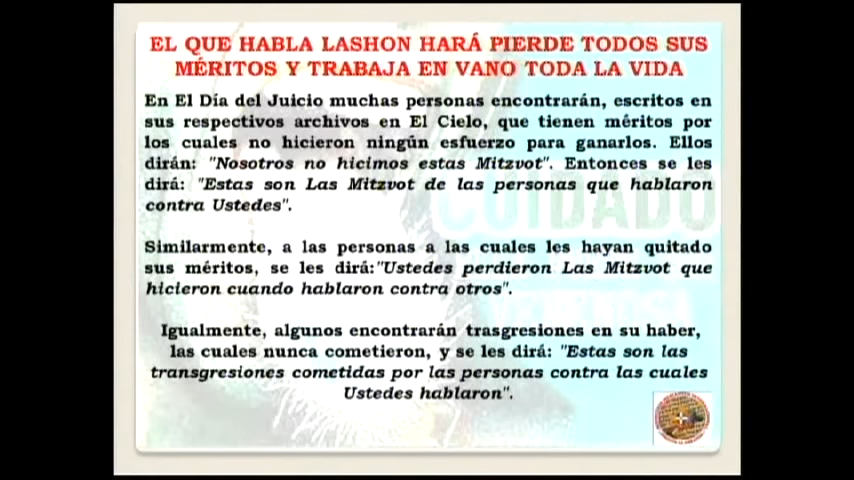 EL QUE HABLA LASHON HARÁ PIERDE TODOS SUS
MÉRITOS Y TRABAJA EN VANO TODA LA VIDA
En El Día del Juicio muchas personas encontrarán, escritos en
sus respectivos archivos en El Cielo, que tienen méritos por
los cuales no hicieron ningún esfuerzo para ganarlos. Ellos
dirán: "Nosotros no hicimos estas Mitzvot". Entonces se les
dirá: "Estas son Las Mitzvot de las personas que hablaron
contra Ustedes".
CUIDADO
Similarmente, a las personas a las cuales les hayan quitado
sus méritos, se les dirá:"Ustedes perdieron Las Mitzvot que
hicieron cuando hablaron contra otros".
Igualmente, algunos encontrarán trasgresiones en su haber,
las cuales nunca cometieron, y se les dirá: "Estas son las
transgresiones cometidas por las personas contra las cuales
Ustedes hablaron".